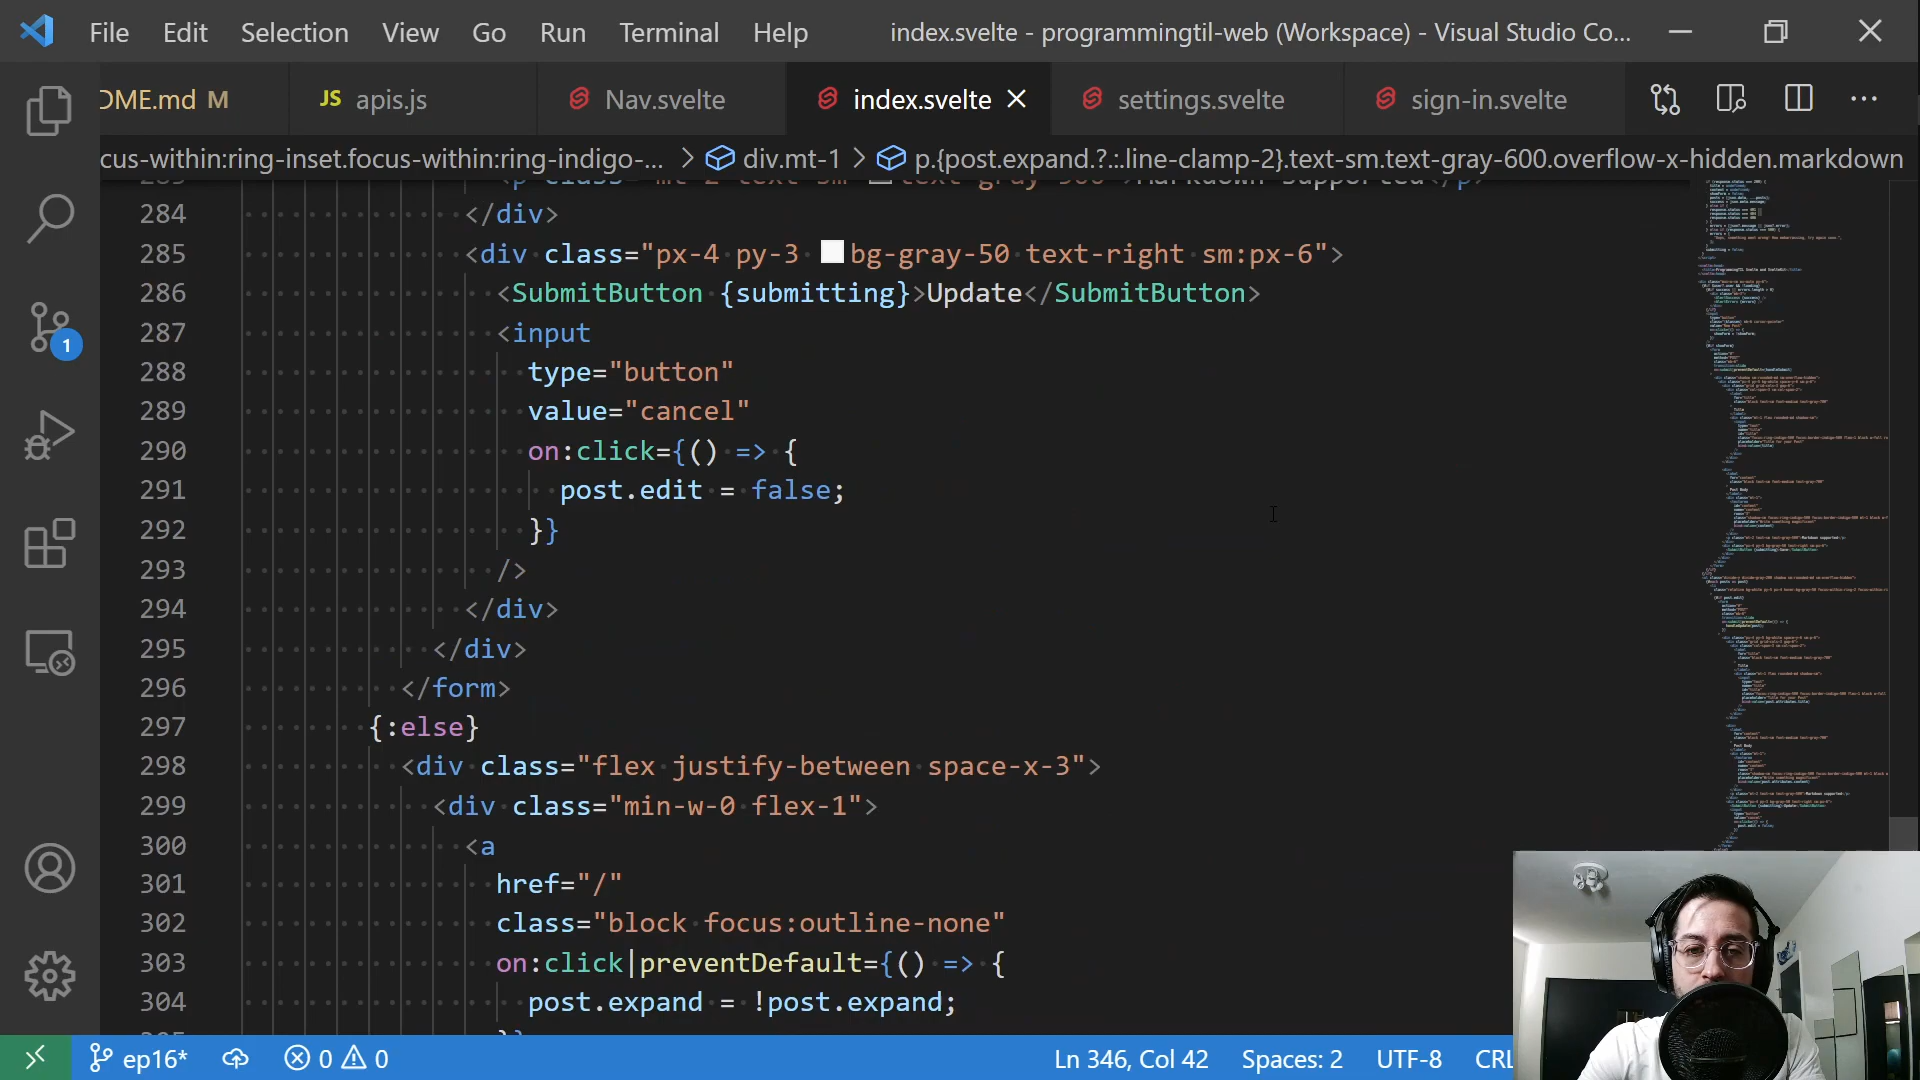 File Edit Selection View Go Run Terminal Help index.svelte - programmingtil-web (Workspace) - Visual Studio Co...
DME.md M JS apis.js Nav.svelte index.svelte settings.svelte sign-in.svelte
cus-within:ring-inset.focus-within:ring-indigo-... > div.mt-1 > p.{post.expand.?.:.line-clamp-2}.text-sm.text-gray-600.overflow-x-hidden.markdown
284 </div>
285 <div class="px-4 py-3 bg-gray-50 text-right sm:px-6">
286 <SubmitButton {submitting}>Update</SubmitButton>
287 <input
288 type="button"
289 value="cancel"
290 on:click={() => {
291 post.edit = false;
292 }}
293 />
294 </div>
295 </div>
296 </form>
297 {:else}
298 <div class="flex justify-between space-x-3">
299 <div class="min-w-0 flex-1">
300 <a
301 href="/"
302 class="block focus:outline-none"
303 on:click|preventDefault={() => {
304 post.expand = !post.expand;
1
ep16* 0 0 Ln 346, Col 42 Spaces: 2 UTF-8 CRL